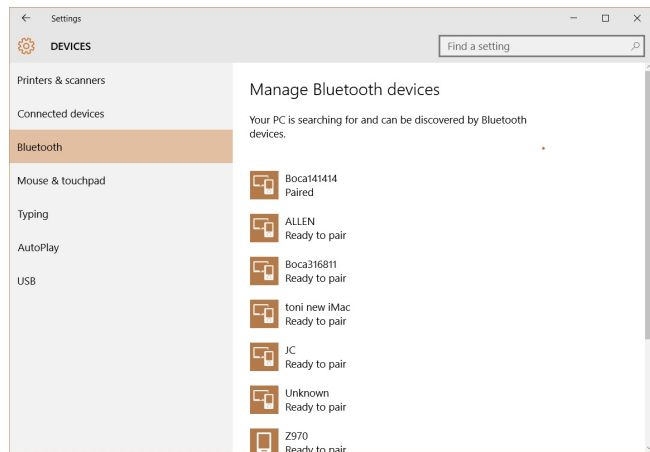 Settings
DEVICES
Find a setting
Printers & scanners
Connected devices
Bluetooth
Mouse & touchpad
Typing
AutoPlay
USB
Manage Bluetooth devices
Your PC is searching for and can be discovered by Bluetooth
devices.
Boca141414
Paired
ALLEN
Ready to pair
Boca316811
Ready to pair
toni new iMac
Ready to pair
JC
Ready to pair
Unknown
Ready to pair
Z970
Ready to pair